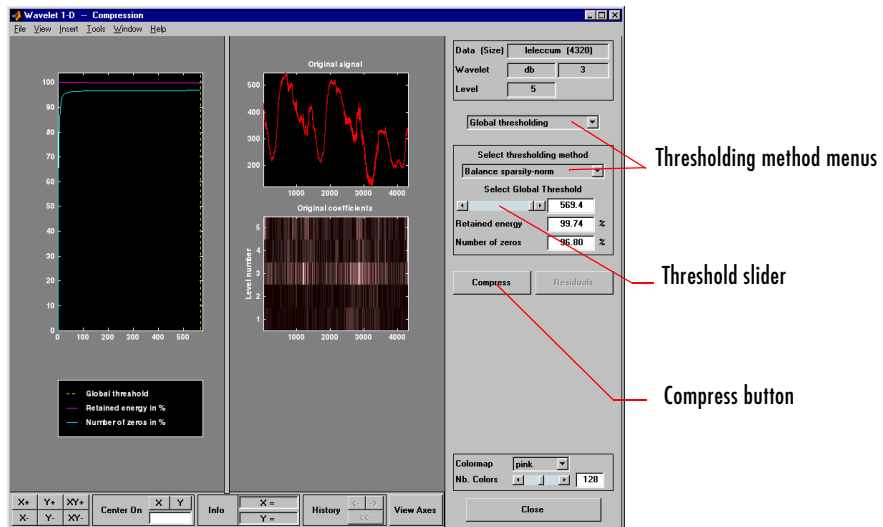 Wavelet 1-D -- Compression
File View Insert Tools Window Help
100
90
80
70
60
50
40
30
20
10
0
0 100 200 300 400 500
Global threshold
Retained energy in %
Number of zeros in %
Original signal
500
400
300
200
1000 2000 3000 4000
Original coefficients
Level number
5
4
3
2
1
1000 2000 3000 4000
Data (Size) leleccum (4320)
Wavelet db 3
Level 5
Global thresholding
Select thresholding method
Balance sparsity-norm
Select Global Threshold
569.4
Retained energy 99.74 %
Number of zeros 96.80 %
Compress Residuals
Thresholding method menus
Threshold slider
Compress button
Colormap pink
Nb. Colors 128
Close
X+ Y+ XY+
X- Y- XY-
Center On X Y
Info X =
Y =
History <- ->
<<-
View Axes